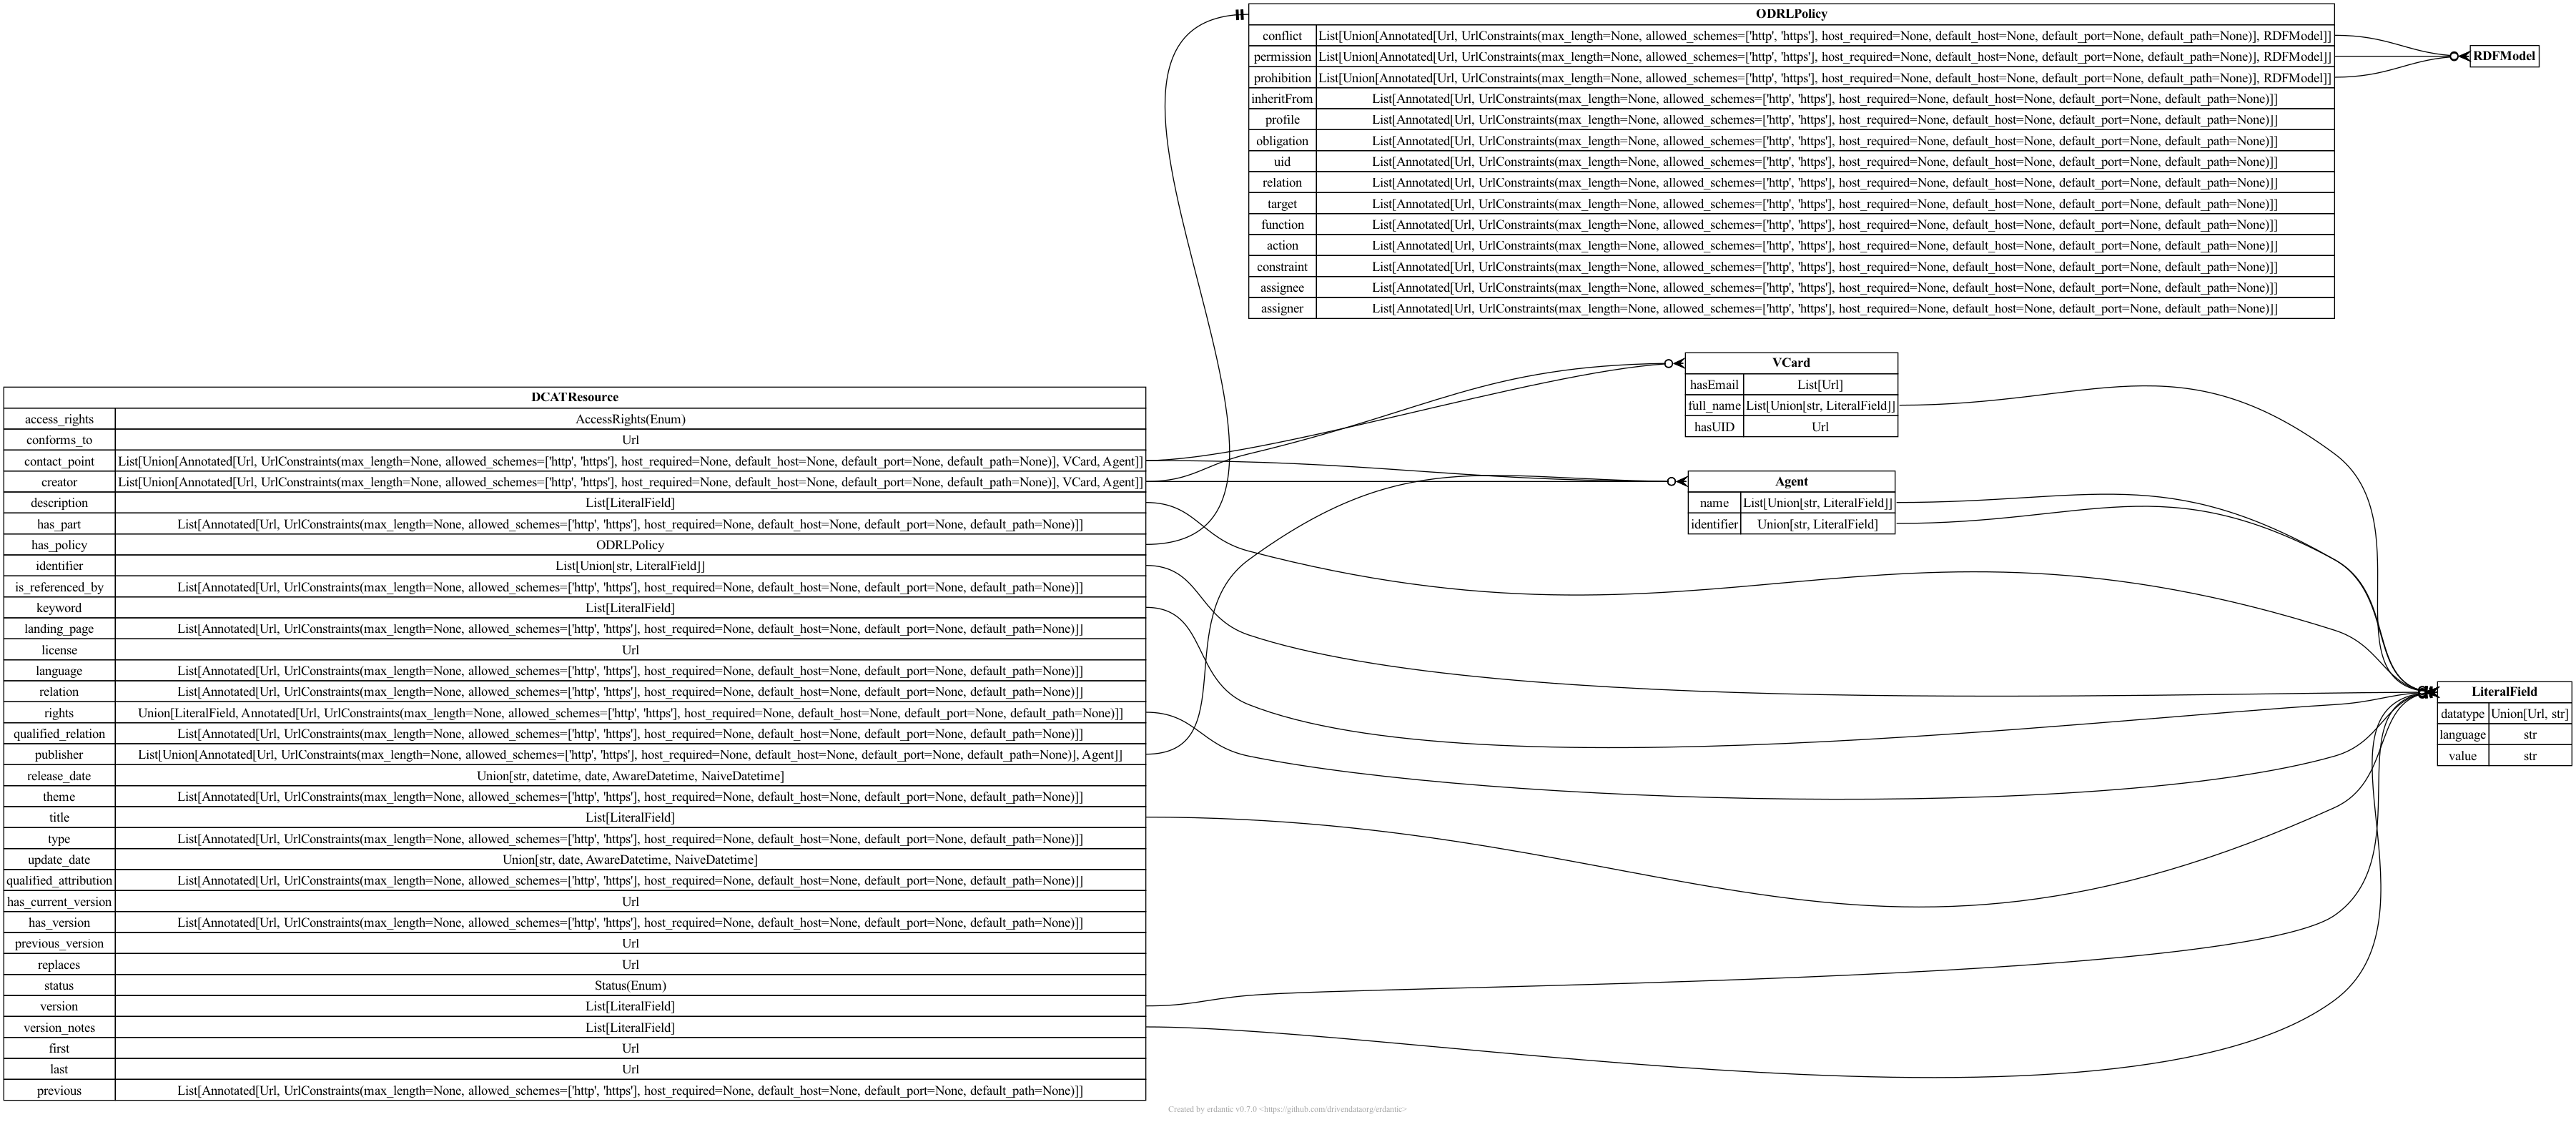 ODRLPolicy
conflict List[Union[Annotated[Url, UrlConstraints(max_length=None, allowed_schemes=['http', 'https'], host_required=None, default_host=None, default_port=None, default_path=None)], RDFModel]]
permission List[Union[Annotated[Url, UrlConstraints(max_length=None, allowed_schemes=['http', 'https'], host_required=None, default_host=None, default_port=None, default_path=None)], RDFModel]]
prohibition List[Union[Annotated[Url, UrlConstraints(max_length=None, allowed_schemes=['http', 'https'], host_required=None, default_host=None, default_port=None, default_path=None)], RDFModel]]
inheritFrom List[Annotated[Url, UrlConstraints(max_length=None, allowed_schemes=['http', 'https'], host_required=None, default_host=None, default_port=None, default_path=None)]]
profile List[Annotated[Url, UrlConstraints(max_length=None, allowed_schemes=['http', 'https'], host_required=None, default_host=None, default_port=None, default_path=None)]]
obligation List[Annotated[Url, UrlConstraints(max_length=None, allowed_schemes=['http', 'https'], host_required=None, default_host=None, default_port=None, default_path=None)]]
uid List[Annotated[Url, UrlConstraints(max_length=None, allowed_schemes=['http', 'https'], host_required=None, default_host=None, default_port=None, default_path=None)]]
relation List[Annotated[Url, UrlConstraints(max_length=None, allowed_schemes=['http', 'https'], host_required=None, default_host=None, default_port=None, default_path=None)]]
target List[Annotated[Url, UrlConstraints(max_length=None, allowed_schemes=['http', 'https'], host_required=None, default_host=None, default_port=None, default_path=None)]]
function List[Annotated[Url, UrlConstraints(max_length=None, allowed_schemes=['http', 'https'], host_required=None, default_host=None, default_port=None, default_path=None)]]
action List[Annotated[Url, UrlConstraints(max_length=None, allowed_schemes=['http', 'https'], host_required=None, default_host=None, default_port=None, default_path=None)]]
constraint List[Annotated[Url, UrlConstraints(max_length=None, allowed_schemes=['http', 'https'], host_required=None, default_host=None, default_port=None, default_path=None)]]
assignee List[Annotated[Url, UrlConstraints(max_length=None, allowed_schemes=['http', 'https'], host_required=None, default_host=None, default_port=None, default_path=None)]]
assigner List[Annotated[Url, UrlConstraints(max_length=None, allowed_schemes=['http', 'https'], host_required=None, default_host=None, default_port=None, default_path=None)]]
RDFModel
VCard
hasEmail List[Url]
full_name List[Union[str, LiteralField]]
hasUID Url
Agent
name List[Union[str, LiteralField]]
identifier Union[str, LiteralField]
DCATResource
access_rights AccessRights(Enum)
conforms_to Url
contact_point List[Union[Annotated[Url, UrlConstraints(max_length=None, allowed_schemes=['http', 'https'], host_required=None, default_host=None, default_port=None, default_path=None)], VCard, Agent]]
creator List[Union[Annotated[Url, UrlConstraints(max_length=None, allowed_schemes=['http', 'https'], host_required=None, default_host=None, default_port=None, default_path=None)], VCard, Agent]]
description List[LiteralField]
has_part List[Annotated[Url, UrlConstraints(max_length=None, allowed_schemes=['http', 'https'], host_required=None, default_host=None, default_port=None, default_path=None)]]
has_policy ODRLPolicy
identifier List[Union[str, LiteralField]]
is_referenced_by List[Annotated[Url, UrlConstraints(max_length=None, allowed_schemes=['http', 'https'], host_required=None, default_host=None, default_port=None, default_path=None)]]
keyword List[LiteralField]
landing_page List[Annotated[Url, UrlConstraints(max_length=None, allowed_schemes=['http', 'https'], host_required=None, default_host=None, default_port=None, default_path=None)]]
license Url
language List[Annotated[Url, UrlConstraints(max_length=None, allowed_schemes=['http', 'https'], host_required=None, default_host=None, default_port=None, default_path=None)]]
relation List[Annotated[Url, UrlConstraints(max_length=None, allowed_schemes=['http', 'https'], host_required=None, default_host=None, default_port=None, default_path=None)]]
rights Union[LiteralField, Annotated[Url, UrlConstraints(max_length=None, allowed_schemes=['http', 'https'], host_required=None, default_host=None, default_port=None, default_path=None)]]
qualified_relation List[Annotated[Url, UrlConstraints(max_length=None, allowed_schemes=['http', 'https'], host_required=None, default_host=None, default_port=None, default_path=None)]]
publisher List[Union[Annotated[Url, UrlConstraints(max_length=None, allowed_schemes=['http', 'https'], host_required=None, default_host=None, default_port=None, default_path=None)], Agent]]
release_date Union[str, datetime, date, AwareDatetime, NaiveDatetime]
theme List[Annotated[Url, UrlConstraints(max_length=None, allowed_schemes=['http', 'https'], host_required=None, default_host=None, default_port=None, default_path=None)]]
title List[LiteralField]
type List[Annotated[Url, UrlConstraints(max_length=None, allowed_schemes=['http', 'https'], host_required=None, default_host=None, default_port=None, default_path=None)]]
update_date Union[str, date, AwareDatetime, NaiveDatetime]
qualified_attribution List[Annotated[Url, UrlConstraints(max_length=None, allowed_schemes=['http', 'https'], host_required=None, default_host=None, default_port=None, default_path=None)]]
has_current_version Url
has_version List[Annotated[Url, UrlConstraints(max_length=None, allowed_schemes=['http', 'https'], host_required=None, default_host=None, default_port=None, default_path=None)]]
previous_version Url
replaces Url
status Status(Enum)
version List[LiteralField]
version_notes List[LiteralField]
first Url
last Url
previous List[Annotated[Url, UrlConstraints(max_length=None, allowed_schemes=['http', 'https'], host_required=None, default_host=None, default_port=None, default_path=None)]]
LiteralField
datatype Union[Url, str]
language str
value str
Created by erdantic v0.7.0 <https://github.com/drivendataorg/erdantic>